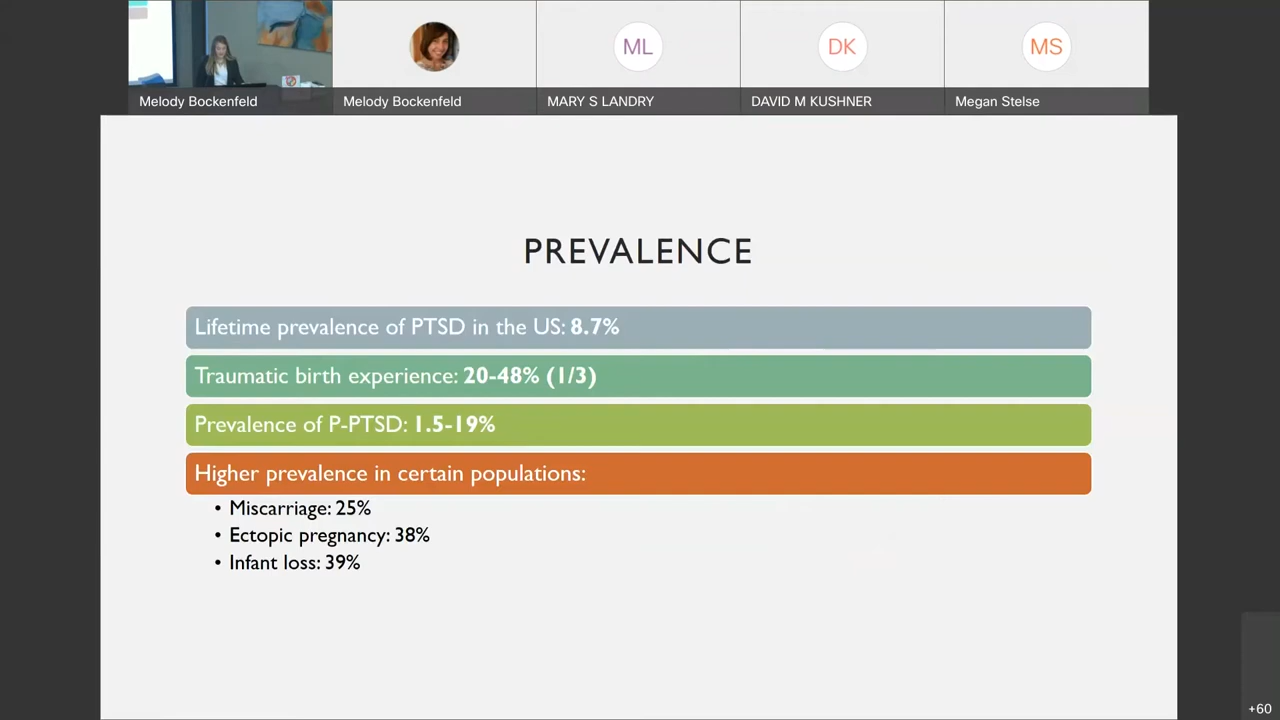 Melody Bockenfeld
Melody Bockenfeld
ML
MARY S LANDRY
DK
DAVID M KUSHNER
MS
Megan Stelse
PREVALENCE
Lifetime prevalence of PTSD in the US: 8.7%
Traumatic birth experience: 20-48% (1/3)
Prevalence of P-PTSD: 1.5-19%
Higher prevalence in certain populations:
• Miscarriage: 25%
• Ectopic pregnancy: 38%
• Infant loss: 39%
+60